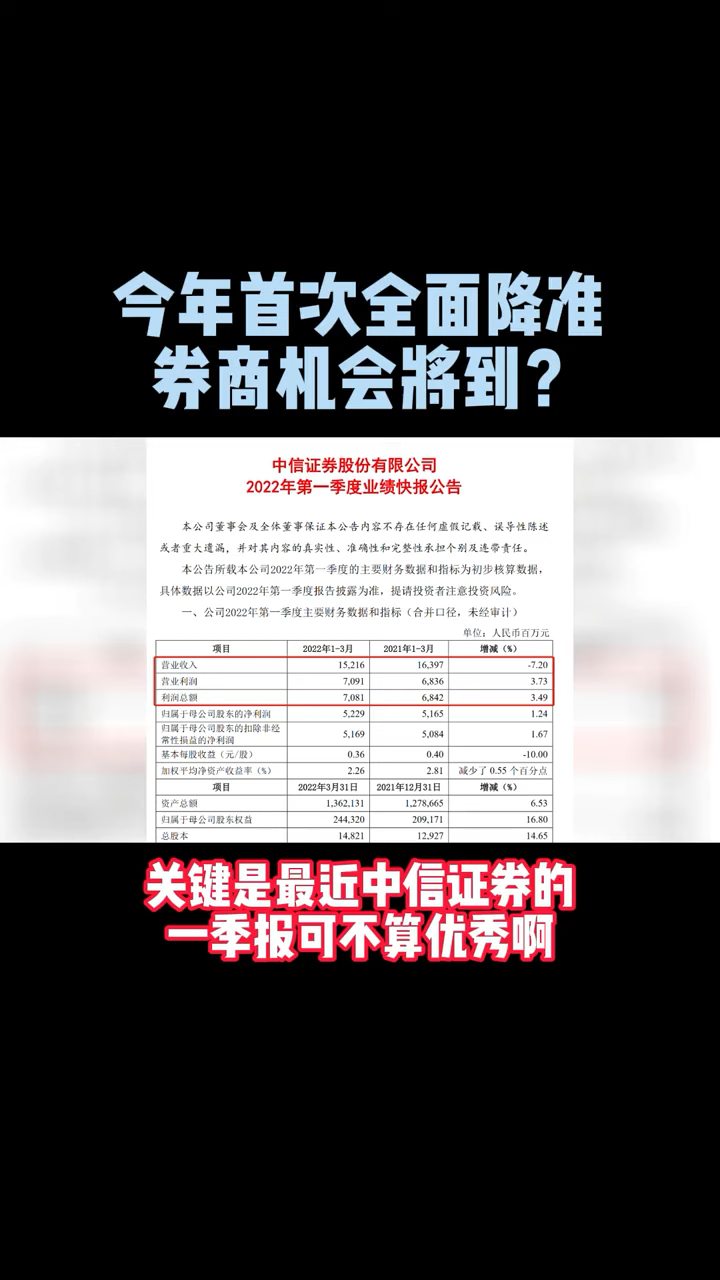 今年首次全面降准
券商机会將到？
中信证券股份有限公司
2022年第一季度业绩快报公告
本公司董事会及全体董事保证本公告内容不存在任何虚假记载、误导性陈述
或者重大遗漏，并对其内容的真实性、准确性和完整性承担个别及连带责任。
本公告所载本公司2022年第一季度的主要财务数据和指标为初步核算数据，
具体数据以公司2022年第一季度报告披露为准，提请投资者注意投资风险。
一、公司2022年第一季度主要财务数据和指标（合并口径，未经审计）
单位：人民币百万元
项目 2022年1-3月 2021年1-3月 增减（%）
营业收入 15,216 16,397 -7.20
营业利润 7,091 6,836 3.73
利润总额 7,081 6,842 3.49
归属于母公司股东的净利润 5,229 5,165 1.24
归属于母公司股东的扣除非经
常性损益的净利润 5,169 5,084 1.67
基本每股收益（元/股） 0.36 0.40 -10.00
加权平均净资产收益率（%） 2.26 2.81 减少了0.55个百分点
项目 2022年3月31日 2021年12月31日 增减（%）
资产总额 1,362,131 1,278,665 6.53
归属于母公司股东权益 244,320 209,171 16.80
总股本 14,821 12,927 14.65
关键是最近中信证券的
一季报可不算优秀啊